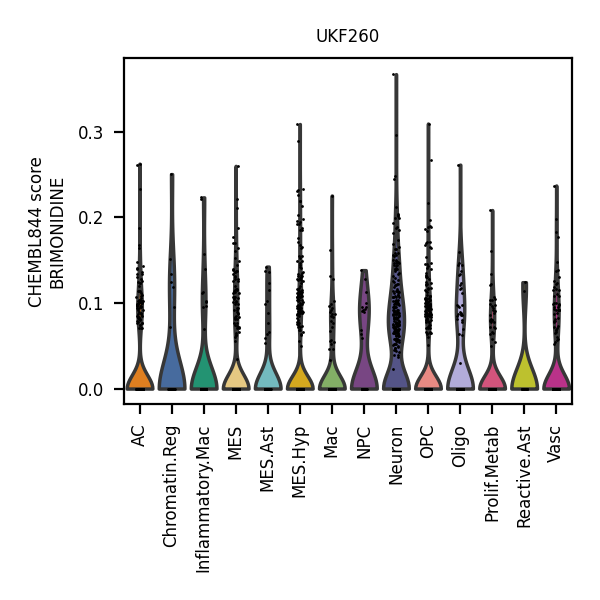 UKF260
CHEMBL844 score
BRIMONIDINE
0.3
0.2
0.1
0.0
AC
Chromatin.Reg
Inflammatory.Mac
MES
MES.Ast
MES.Hyp
Mac
NPC
Neuron
OPC
Oligo
Prolif.Metab
Reactive.Ast
Vasc